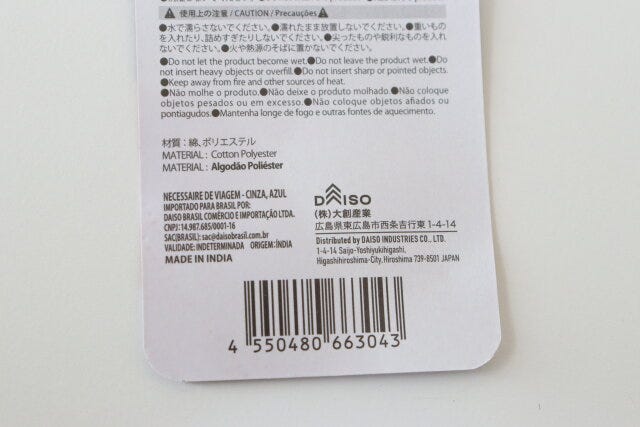 ⚠ 使用上の注意 / CAUTION / Precauções ⚠
●水で濡らさないでください。●濡れたまま放置しないでください。●重いもの
を入れたり、詰めすぎたりしないでください。●尖ったものや鋭利なものを入れ
ないでください。●火や熱源のそばに置かないでください。
●Do not let the product become wet.●Do not leave the product wet.●Do
not insert heavy objects or overfill.●Do not insert sharp or pointed objects.
●Keep away from fire and other sources of heat.
●Não molhe o produto.●Não deixe o produto molhado.●Não coloque
objetos pesados ou em excesso.●Não coloque objetos afiados ou
pontiagudos.●Mantenha longe de fogo e outras fontes de aquecimento.
材質 : 綿、ポリエステル
MATERIAL : Cotton Polyester
MATERIAL : Algodão Poliéster
NECESSAIRE DE VIAGEM - CINZA, AZUL
IMPORTADO PARA BRASIL POR:
DAISO BRASIL COMÉRCIO E IMPORTAÇÃO LTDA.
CNPJ : 14.987.685/0001-16
SAC(BRASIL): sac@daisobrasil.com.br
VALIDADE: INDETERMINADA ORIGEM: ÍNDIA
MADE IN INDIA
DAISO
(株)大創産業
広島県東広島市西条吉行東 1-4-14
Distributed by DAISO INDUSTRIES CO., LTD.
1-4-14 Saijo-Yoshiyukihigashi,
Higashihiroshima-City, Hiroshima 739-8501 JAPAN
4 550480 663043